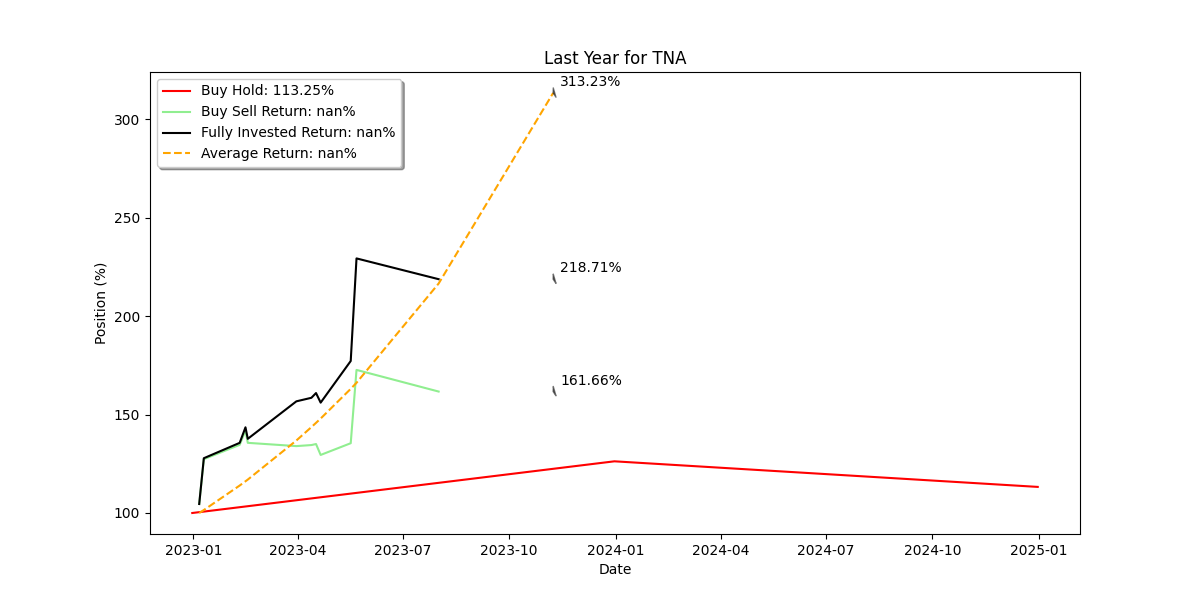 Last Year for TNA
Buy Hold: 113.25%
Buy Sell Return: nan%
Fully Invested Return: nan%
Average Return: nan%
313.23%
218.71%
161.66%
Position (%)
300
250
200
150
100
2023-01 2023-04 2023-07 2023-10 2024-01 2024-04 2024-07 2024-10 2025-01
Date